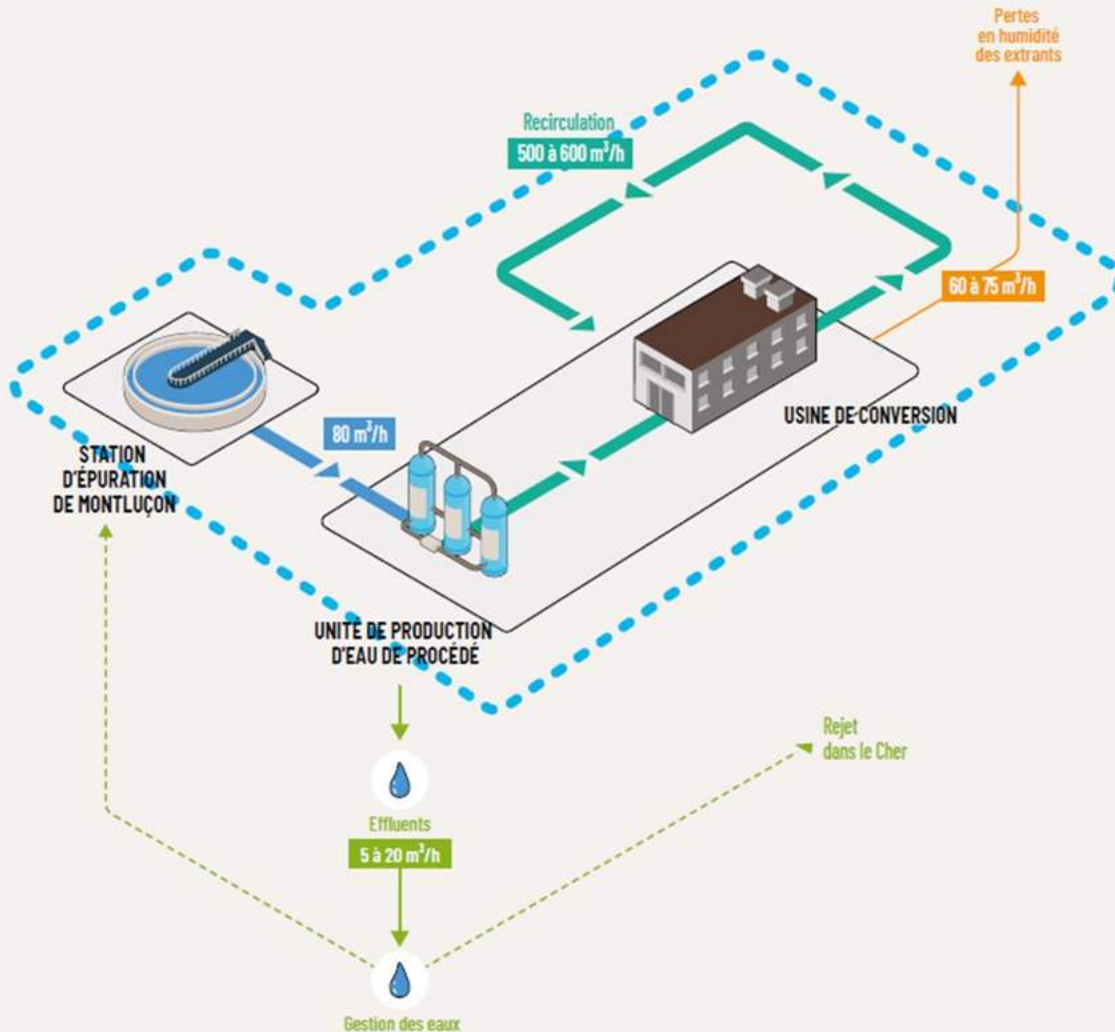 Pertes
en humidité
des extrants
Recirculation
500 à 600 m³/h
60 à 75 m³/h
80 m³/h
USINE DE CONVERSION
STATION
D'ÉPURATION
DE MONTLUÇON
UNITÉ DE PRODUCTION
D'EAU DE PROCÉDÉ
Rejet
dans le Cher
Effluents
5 à 20 m³/h
Gestion des eaux